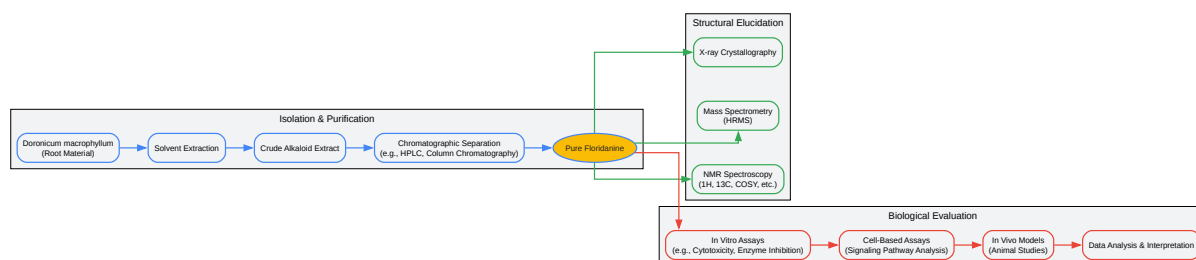 Structural Elucidation
X-ray Crystallography
Mass Spectrometry
(HRMS)
NMR Spectroscopy
(1H, 13C, COSY, etc.)
Isolation & Purification
Doronicum macrophyllum
(Root Material)
Solvent Extraction
Crude Alkaloid Extract
Chromatographic Separation
(e.g., HPLC, Column Chromatography)
Pure Floridanine
Biological Evaluation
In Vitro Assays
(e.g., Cytotoxicity, Enzyme Inhibition)
Cell-Based Assays
(Signaling Pathway Analysis)
In Vivo Models
(Animal Studies)
Data Analysis & Interpretation